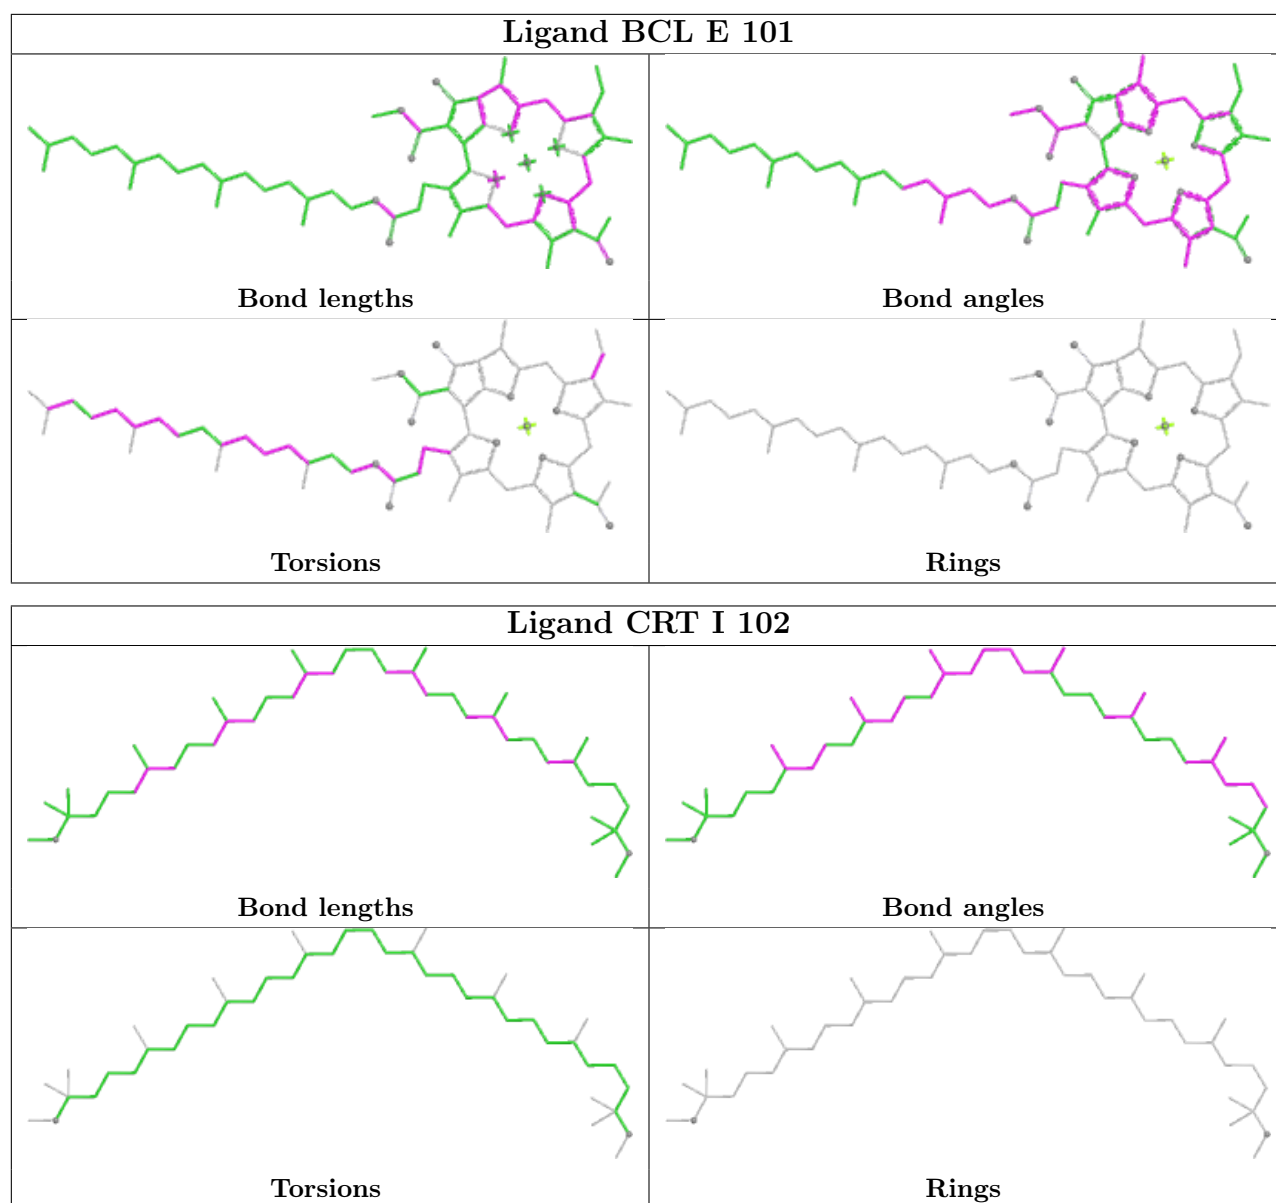 Ligand BCL E 101
Bond lengths
Bond angles
Torsions
Rings
Ligand CRT I 102
Bond lengths
Bond angles
Torsions
Rings